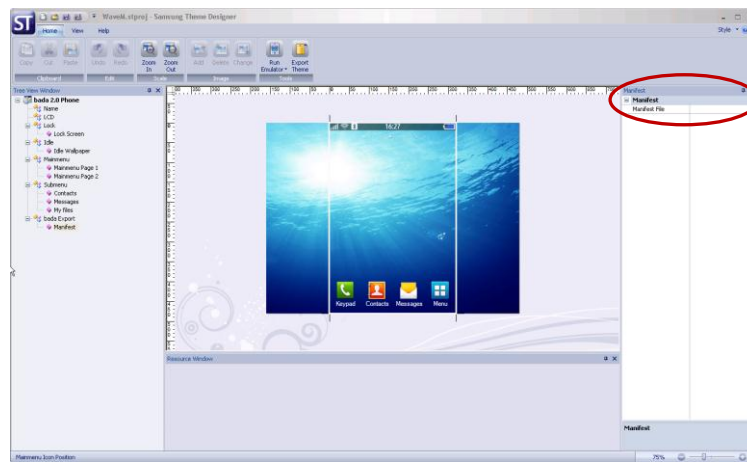 ST
WaveM.stproj - Samsung Theme Designer
Home View Help
Style
Copy Cut Paste Undo Redo Zoom In Zoom Out Add Delete Change Run Emulator Export Theme
Clipboard Edit Scale Image Tools
Tree View Window
bada 2.0 Phone
Name
LCD
Lock
Lock Screen
Idle
Idle Wallpaper
Mainmenu
Mainmenu Page 1
Mainmenu Page 2
Submenu
Contacts
Messages
My files
bada Export
Manifest
16:27
Keypad Contacts Messages Menu
Resource Window
Manifest
Manifest
Manifest File
Manifest
Mainmenu Icon Position
75%